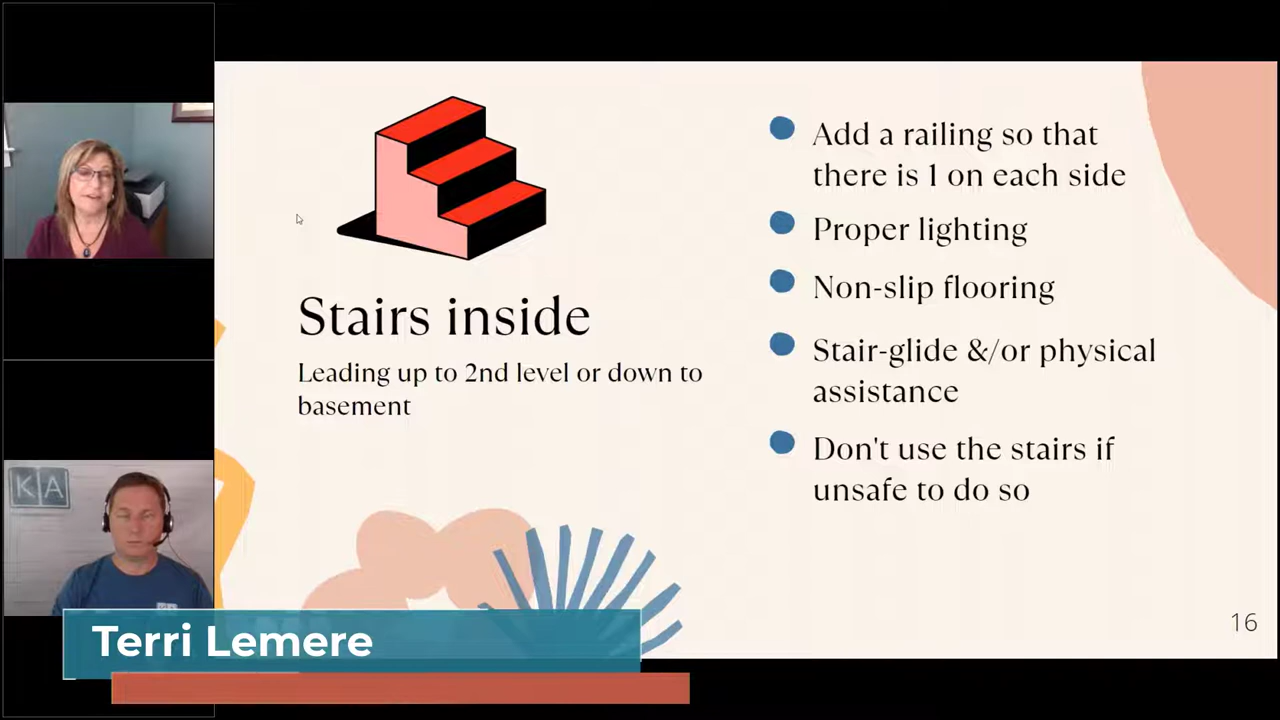 Stairs inside
Leading up to 2nd level or down to
basement
Add a railing so that
there is 1 on each side
Proper lighting
Non-slip flooring
Stair-glide &/or physical
assistance
Don't use the stairs if
unsafe to do so
16
KA
Terri Lemere